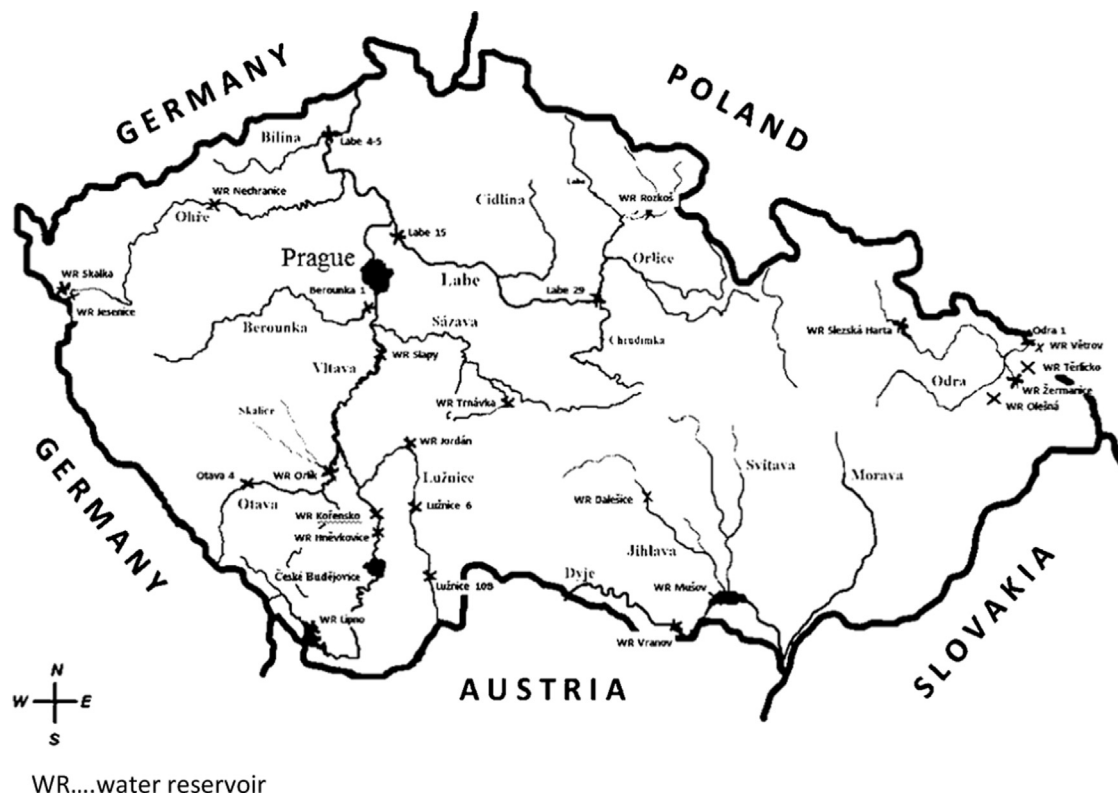 GERMANY
POLAND
Bílina
Labe 4-5
WR Nechranice
Ohře
Cidlina
Labe
WR Rozkoš
Labe 15
Prague
Orlice
WR Skalka
WR Jesenice
Berounka 1
Labe
Labe 29
Berounka
Sázava
Chrudimka
WR Slezská Harta
Odra 1
WR Větrov
WR Těrlicko
WR Žermanice
WR Olešná
Odra
Vltava
WR Slapy
WR Trnávka
Skalice
WR Jordán
Otava 4
WR Orlík
Lužnice
Svitava
Morava
Otava
WR Kořensko
Lužnice 6
WR Dalešice
WR Hněvkovice
GERMANY
České Budějovice
Jihlava
Dyje
WR Mušov
Lužnice 10B
WR Lipno
WR Vranov
SLOVAKIA
AUSTRIA
N
W E
S
WR....water reservoir